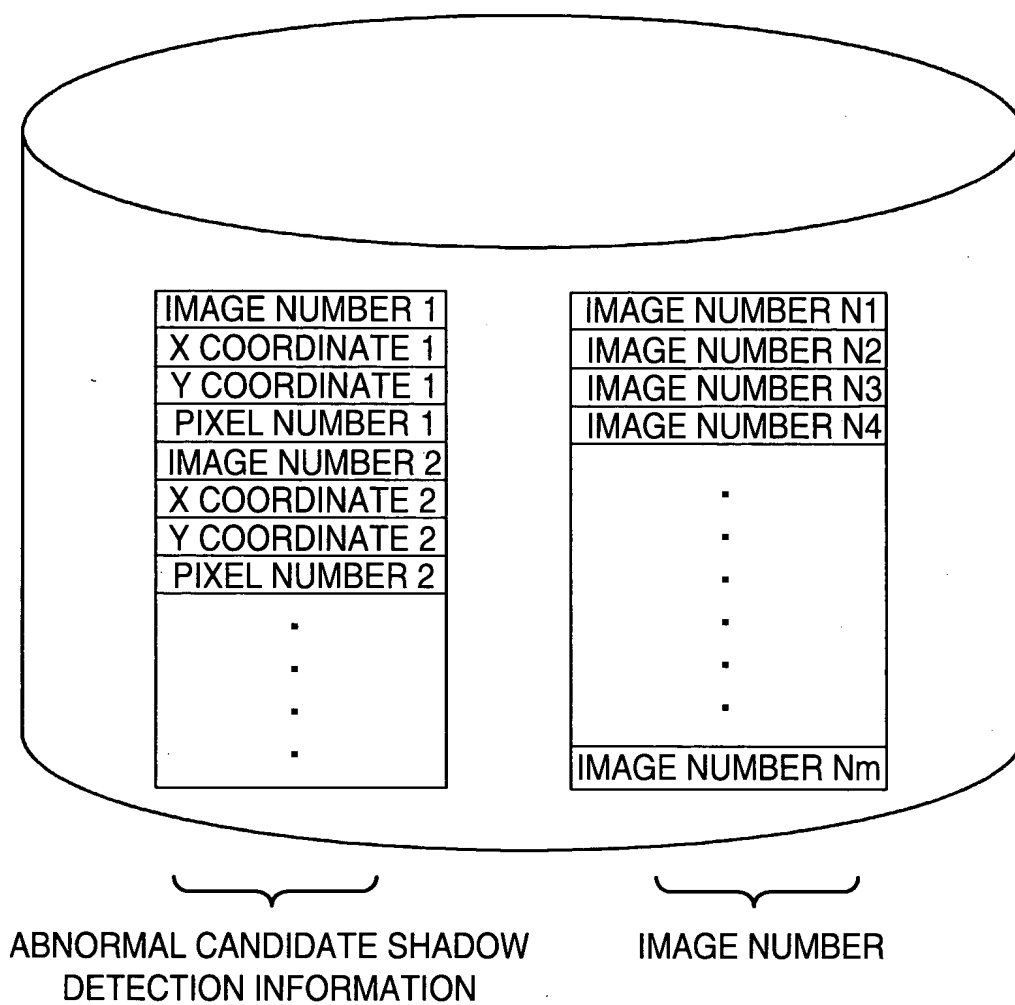 IMAGE NUMBER 1
X COORDINATE 1
Y COORDINATE 1
PIXEL NUMBER 1
IMAGE NUMBER 2
X COORDINATE 2
Y COORDINATE 2
PIXEL NUMBER 2
IMAGE NUMBER N1
IMAGE NUMBER N2
IMAGE NUMBER N3
IMAGE NUMBER N4
IMAGE NUMBER Nm
ABNORMAL CANDIDATE SHADOW
DETECTION INFORMATION
IMAGE NUMBER